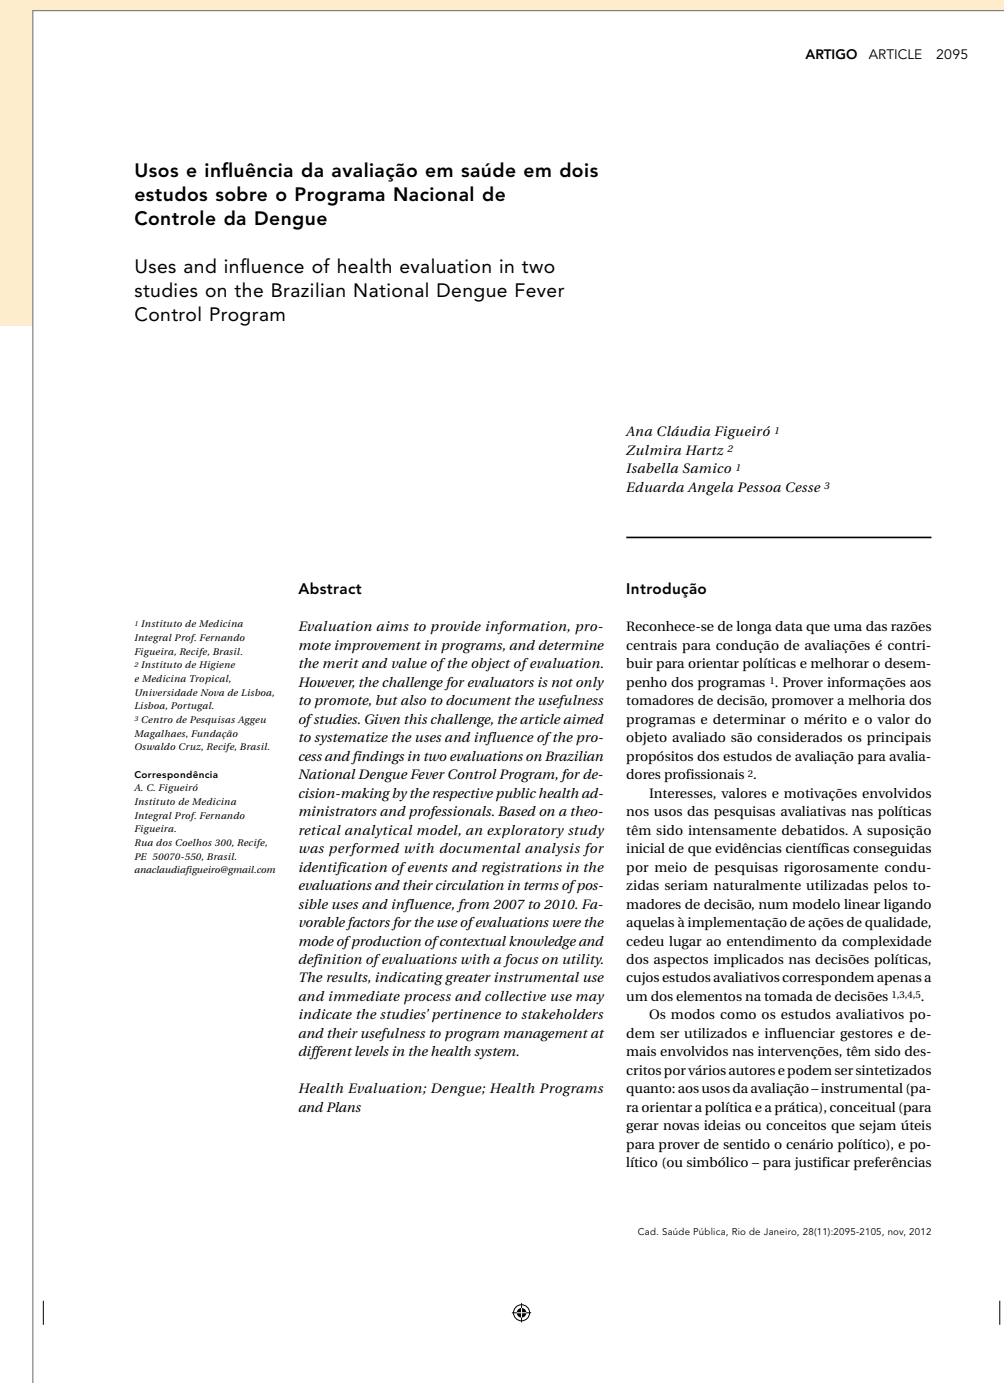 ARTIGO ARTICLE 2095
Usos e influência da avaliação em saúde em dois
estudos sobre o Programa Nacional de
Controle da Dengue
Uses and influence of health evaluation in two
studies on the Brazilian National Dengue Fever
Control Program
Ana Cláudia Figueiró 1
Zulmira Hartz 2
Isabella Samico 1
Eduarda Angela Pessoa Cesse 3
1 Instituto de Medicina
Integral Prof. Fernando
Figueira, Recife, Brasil.
2 Instituto de Higiene
e Medicina Tropical,
Universidade Nova de Lisboa,
Lisboa, Portugal.
3 Centro de Pesquisas Aggeu
Magalhaes, Fundação
Oswaldo Cruz, Recife, Brasil.
Correspondência
A. C. Figueiró
Instituto de Medicina
Integral Prof. Fernando
Figueira.
Rua dos Coelhos 300, Recife,
PE 50070-550, Brasil.
anaclaudiafigueiro@gmail.com
Abstract
Evaluation aims to provide information, pro-
mote improvement in programs, and determine
the merit and value of the object of evaluation.
However, the challenge for evaluators is not only
to promote, but also to document the usefulness
of studies. Given this challenge, the article aimed
to systematize the uses and influence of the pro-
cess and findings in two evaluations on Brazilian
National Dengue Fever Control Program, for de-
cision-making by the respective public health ad-
ministrators and professionals. Based on a theo-
retical analytical model, an exploratory study
was performed with documental analysis for
identification of events and registrations in the
evaluations and their circulation in terms of pos-
sible uses and influence, from 2007 to 2010. Fa-
vorable factors for the use of evaluations were the
mode of production of contextual knowledge and
definition of evaluations with a focus on utility.
The results, indicating greater instrumental use
and immediate process and collective use may
indicate the studies' pertinence to stakeholders
and their usefulness to program management at
different levels in the health system.
Health Evaluation; Dengue; Health Programs
and Plans
Introdução
Reconhece-se de longa data que uma das razões
centrais para condução de avaliações é contri-
buir para orientar políticas e melhorar o desem-
penho dos programas 1. Prover informações aos
tomadores de decisão, promover a melhoria dos
programas e determinar o mérito e o valor do
objeto avaliado são considerados os principais
propósitos dos estudos de avaliação para avalia-
dores profissionais 2.
Interesses, valores e motivações envolvidos
nos usos das pesquisas avaliativas nas políticas
têm sido intensamente debatidos. A suposição
inicial de que evidências científicas conseguidas
por meio de pesquisas rigorosamente condu-
zidas seriam naturalmente utilizadas pelos to-
madores de decisão, num modelo linear ligando
aquelas à implementação de ações de qualidade,
cedeu lugar ao entendimento da complexidade
dos aspectos implicados nas decisões políticas,
cujos estudos avaliativos correspondem apenas a
um dos elementos na tomada de decisões 1,3,4,5.
Os modos como os estudos avaliativos po-
dem ser utilizados e influenciar gestores e de-
mais envolvidos nas intervenções, têm sido des-
critos por vários autores e podem ser sintetizados
quanto: aos usos da avaliação – instrumental (pa-
ra orientar a política e a prática), conceitual (para
gerar novas ideias ou conceitos que sejam úteis
para prover de sentido o cenário político), e po-
lítico (ou simbólico – para justificar preferências
Cad. Saúde Pública, Rio de Janeiro, 28(11):2095-2105, nov, 2012